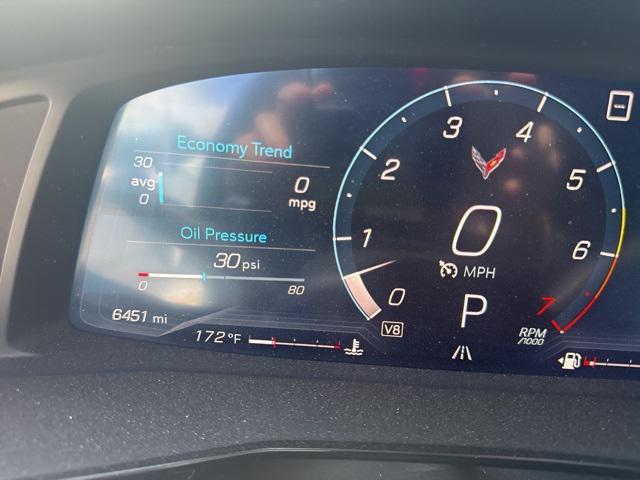 Economy Trend
30
avg
0
0
mpg
Oil Pressure
30 psi
0
80
6451 mi
172 °F
1
2
3
4
5
6
7
0
0
MPH
P
V8
RPM
/1000